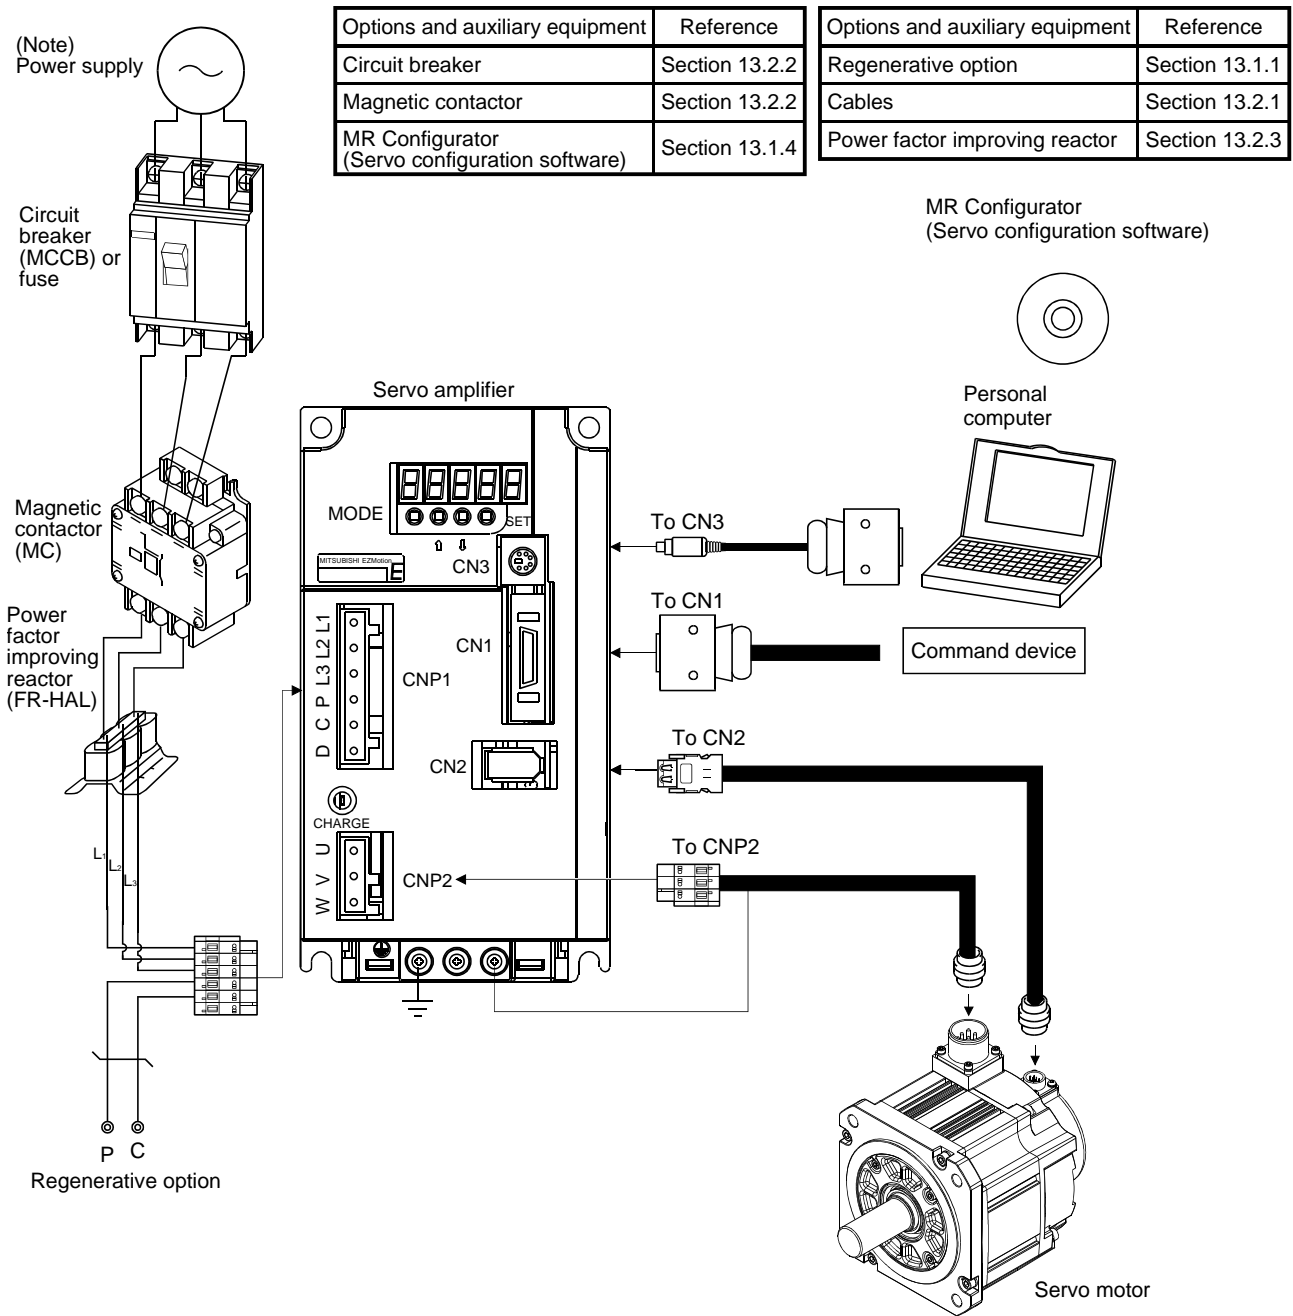 Options and auxiliary equipment Reference
Circuit breaker Section 13.2.2
Magnetic contactor Section 13.2.2
MR Configurator
(Servo configuration software) Section 13.1.4
Options and auxiliary equipment Reference
Regenerative option Section 13.1.1
Cables Section 13.2.1
Power factor improving reactor Section 13.2.3
(Note)
Power supply
Circuit
breaker
(MCCB) or
fuse
MR Configurator
(Servo configuration software)
Servo amplifier
Personal
computer
Magnetic
contactor
(MC)
MODE
SET
MITSUBISHI EZMotion
E
CN3
To CN3
Power
factor
improving
reactor
(FR-HAL)
L1
L2
L3
P
C
D
CNP1
CN1
To CN1
Command device
CN2
To CN2
CHARGE
U
V
W
CNP2
To CNP2
L1
L2
L3
P C
Regenerative option
Servo motor